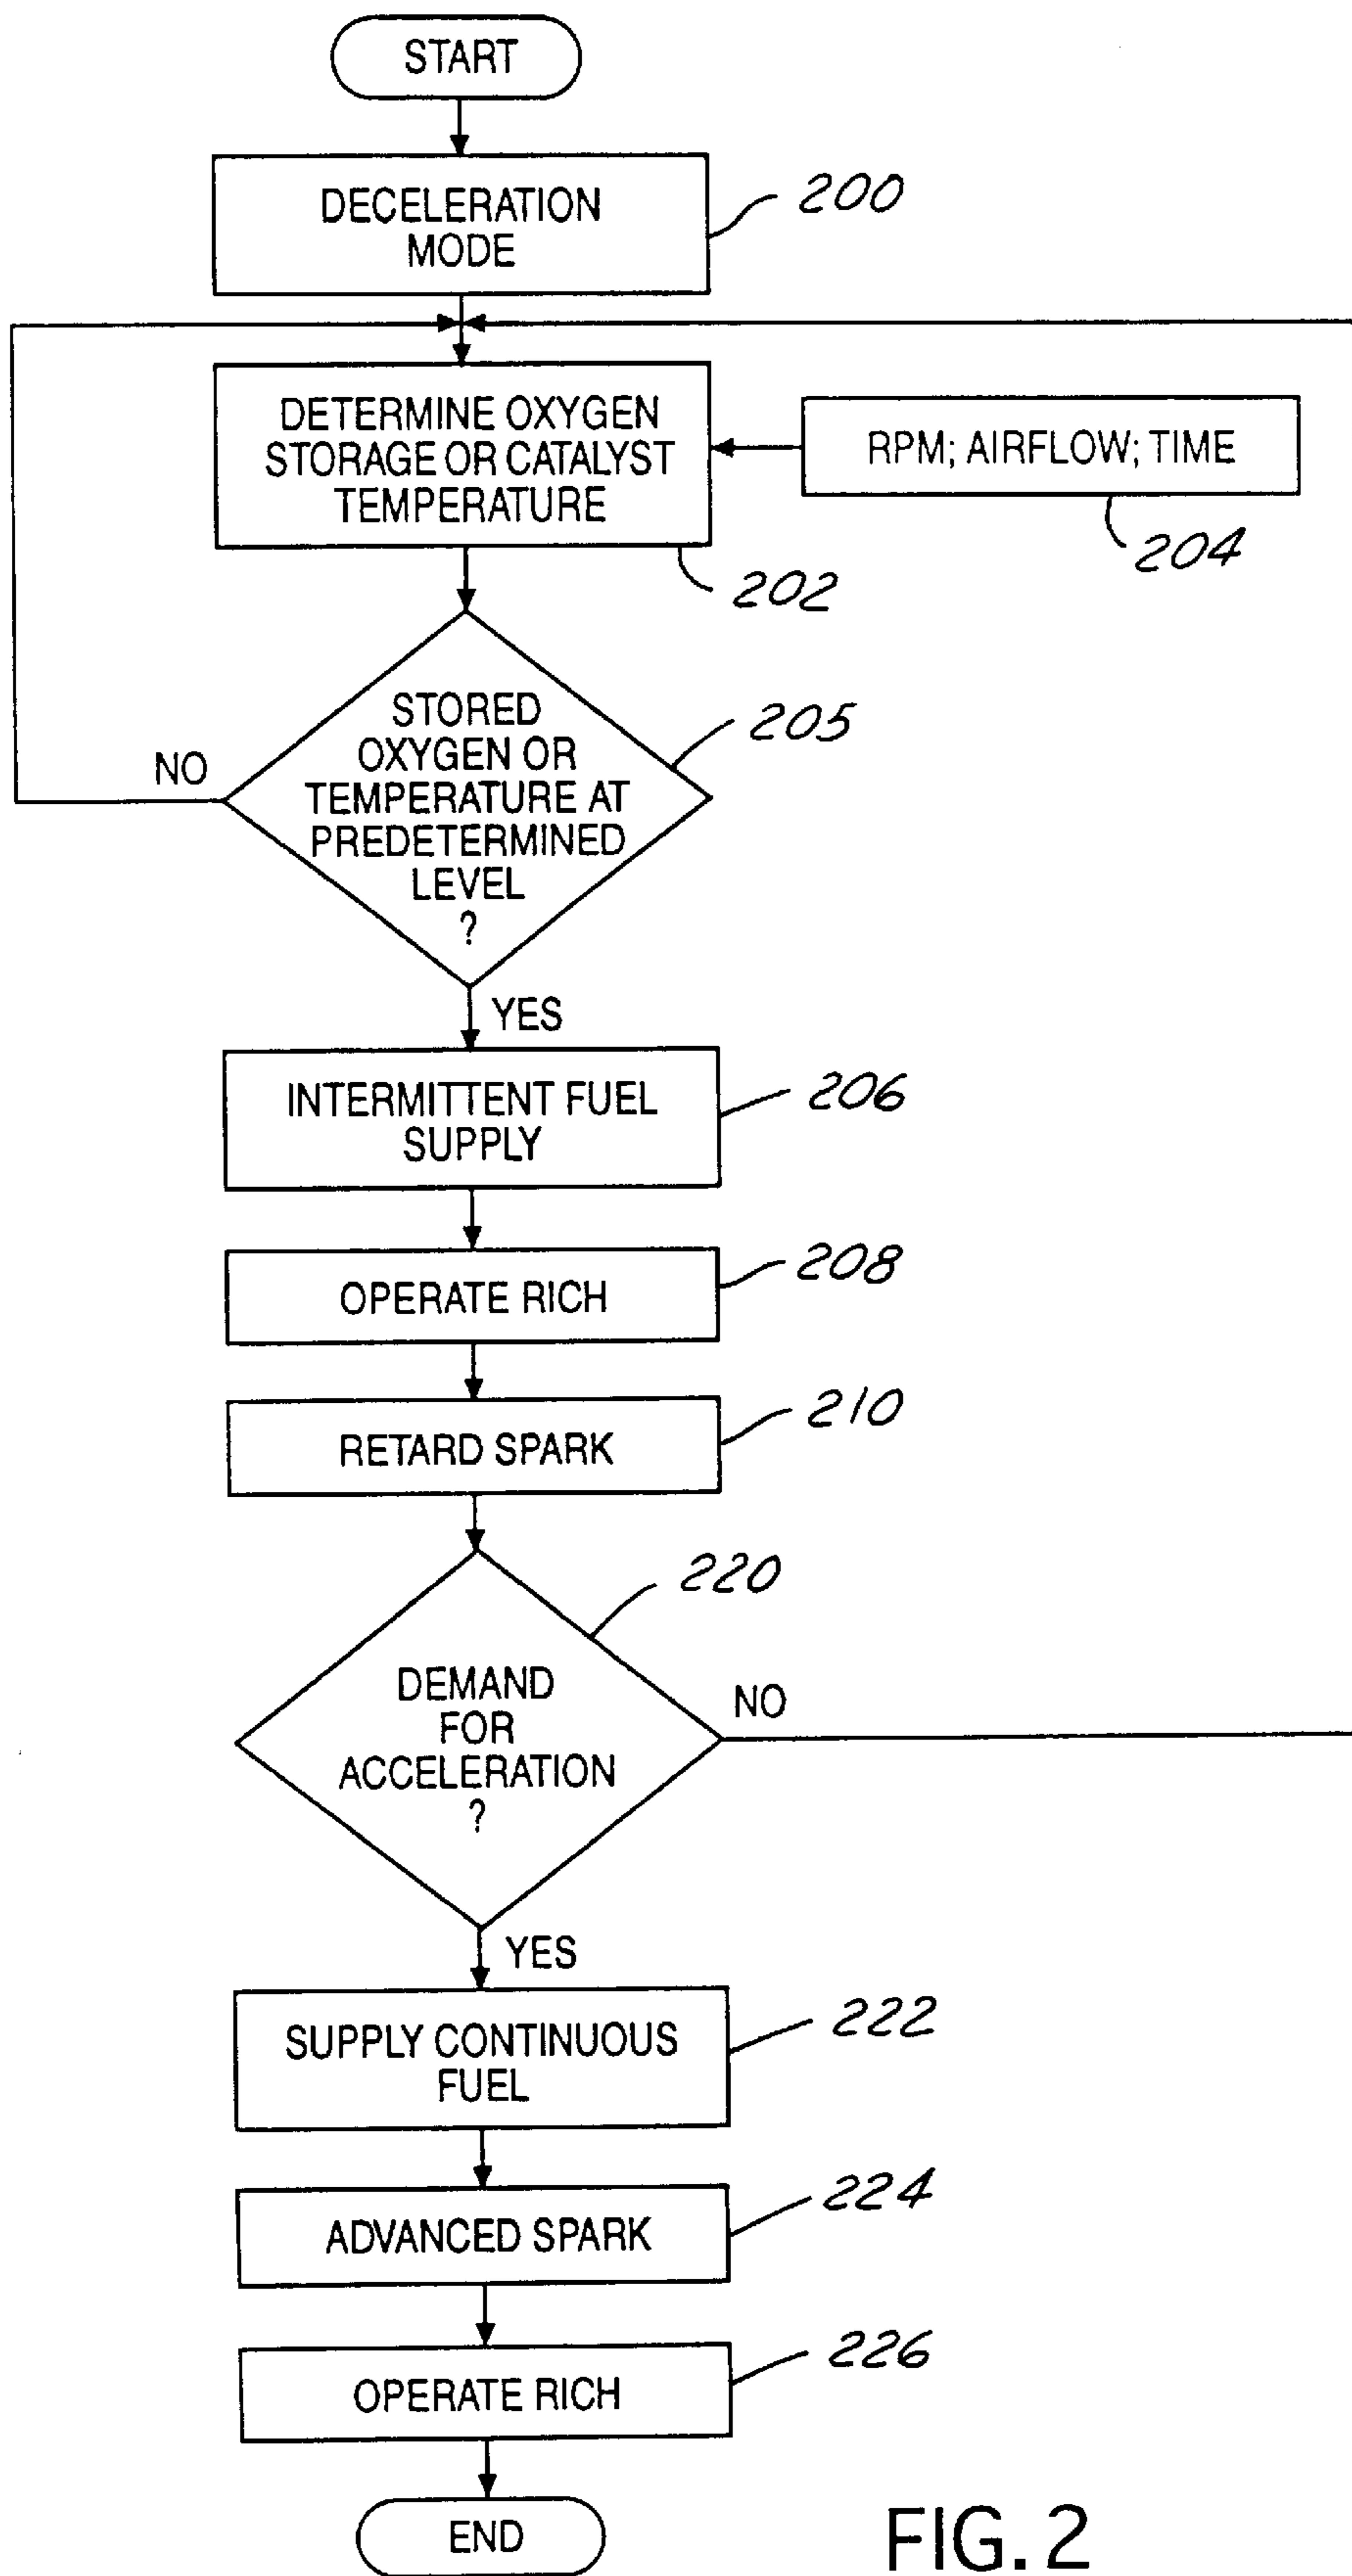 START
DECELERATION
MODE
200
DETERMINE OXYGEN
STORAGE OR CATALYST
TEMPERATURE
202
RPM; AIRFLOW; TIME
204
STORED
OXYGEN OR
TEMPERATURE AT
PREDETERMINED
LEVEL
?
205
NO
YES
INTERMITTENT FUEL
SUPPLY
206
OPERATE RICH
208
RETARD SPARK
210
DEMAND
FOR
ACCELERATION
?
220
NO
YES
SUPPLY CONTINUOUS
FUEL
222
ADVANCED SPARK
224
OPERATE RICH
226
END
FIG. 2